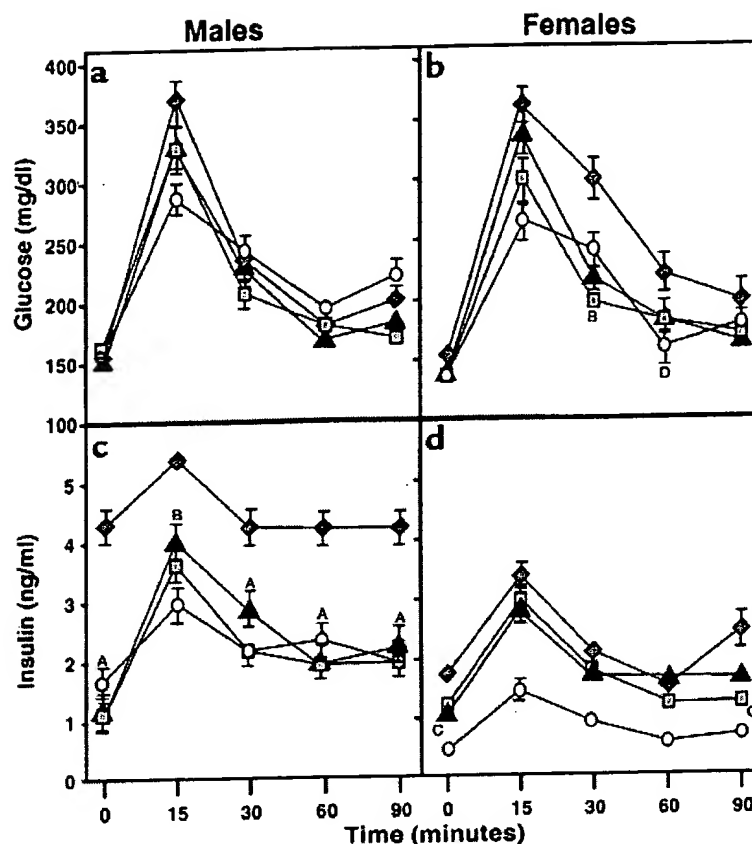 Males Females
a b
Glucose (mg/dl)
400
350
300
250
200
150
100
B
D
c d
Insulin (ng/ml)
5
4
3
2
1
0
A B A A A
C C
0 15 30 60 90 0 15 30 60 90
Time (minutes)